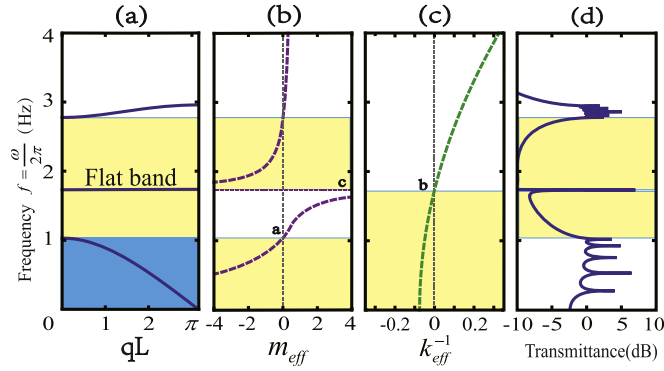 (a) (b) (c) (d)
Frequency f = ω/2π (Hz)
4
3
2
1
0
Flat band
a
c
b
0 1 2 π
-4 -2 0 2 4
-0.2 0 0.2
-10 -5 0 5 10
qL
m_eff
k_eff^-1
Transmittance(dB)